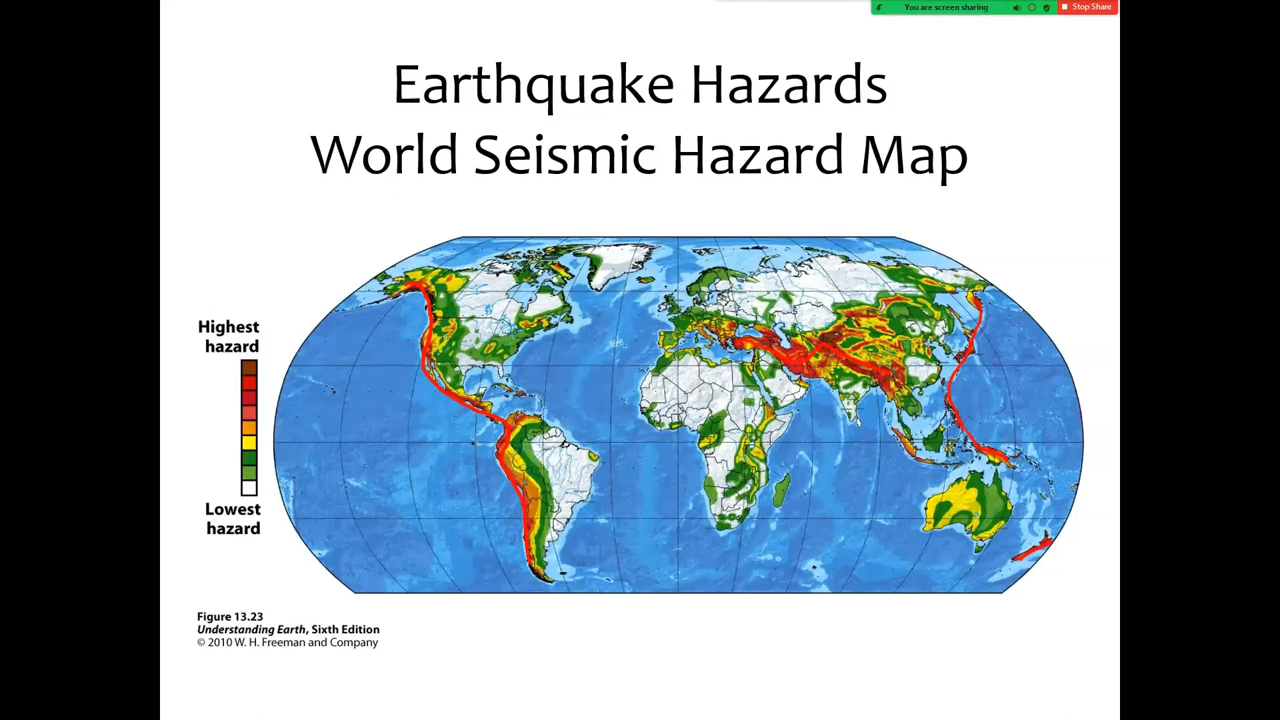 You are screen sharing
Stop Share
Earthquake Hazards
World Seismic Hazard Map
Highest
hazard
Lowest
hazard
Figure 13.23
Understanding Earth, Sixth Edition
© 2010 W. H. Freeman and Company